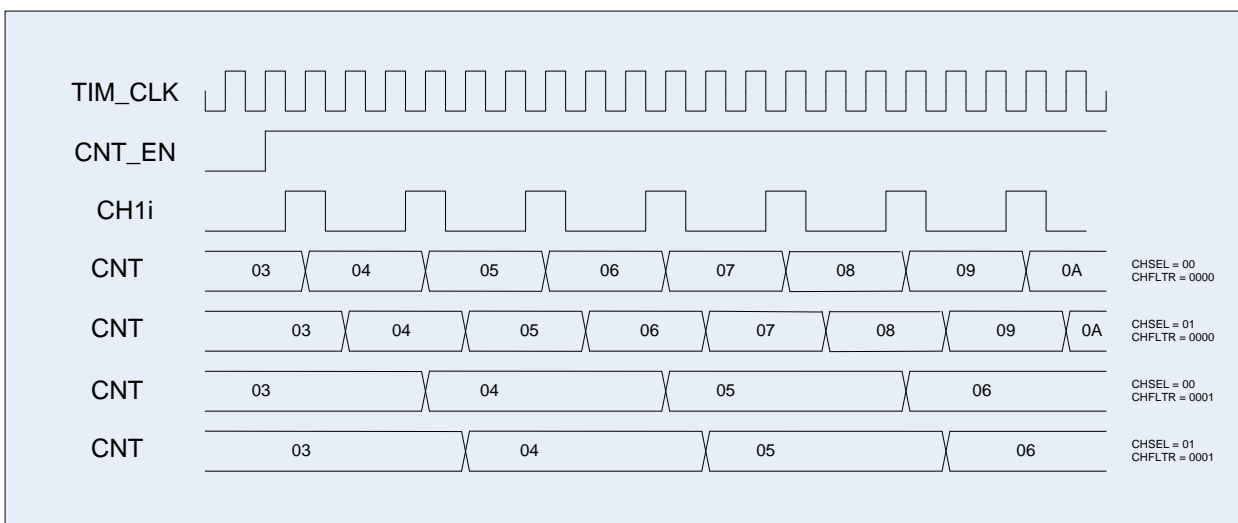 TIM_CLK
CNT_EN
CH1i
CNT 03 04 05 06 07 08 09 0A CHSEL = 00
CHFLTR = 0000
CNT 03 04 05 06 07 08 09 0A CHSEL = 01
CHFLTR = 0000
CNT 03 04 05 06 CHSEL = 00
CHFLTR = 0001
CNT 03 04 05 06 CHSEL = 01
CHFLTR = 0001